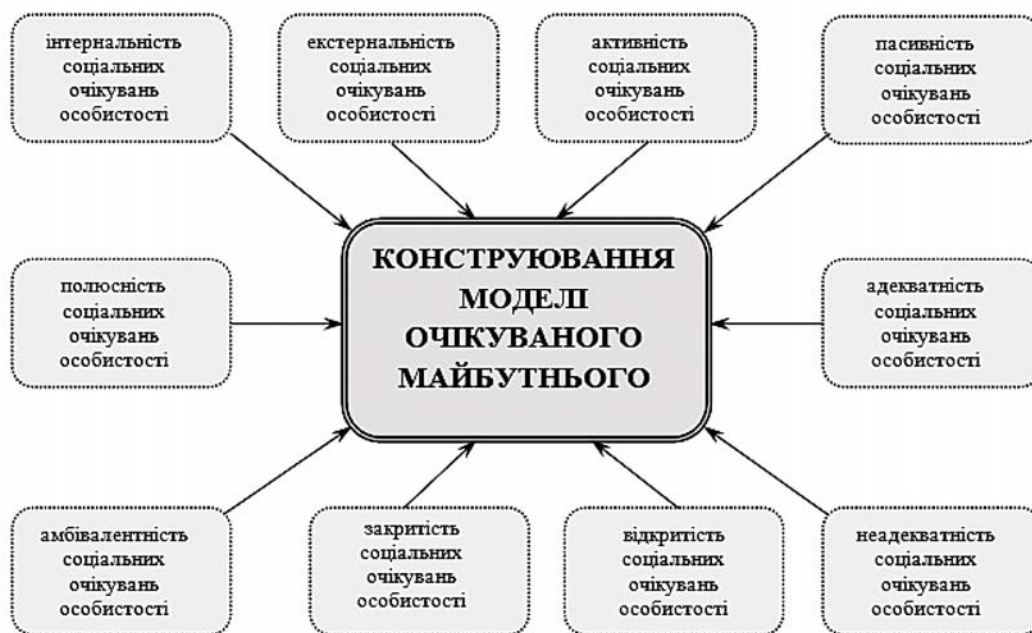 інтернальність
соціальних
очікувань
особистості
екстернальність
соціальних
очікувань
особистості
активність
соціальних
очікувань
особистості
пасивність
соціальних
очікувань
особистості
полюсність
соціальних
очікувань
особистості
КОНСТРУЮВАННЯ
МОДЕЛІ
ОЧІКУВАНОГО
МАЙБУТНЬОГО
адекватність
соціальних
очікувань
особистості
амбівалентність
соціальних
очікувань
особистості
закритість
соціальних
очікувань
особистості
відкритість
соціальних
очікувань
особистості
неадекватність
соціальних
очікувань
особистості